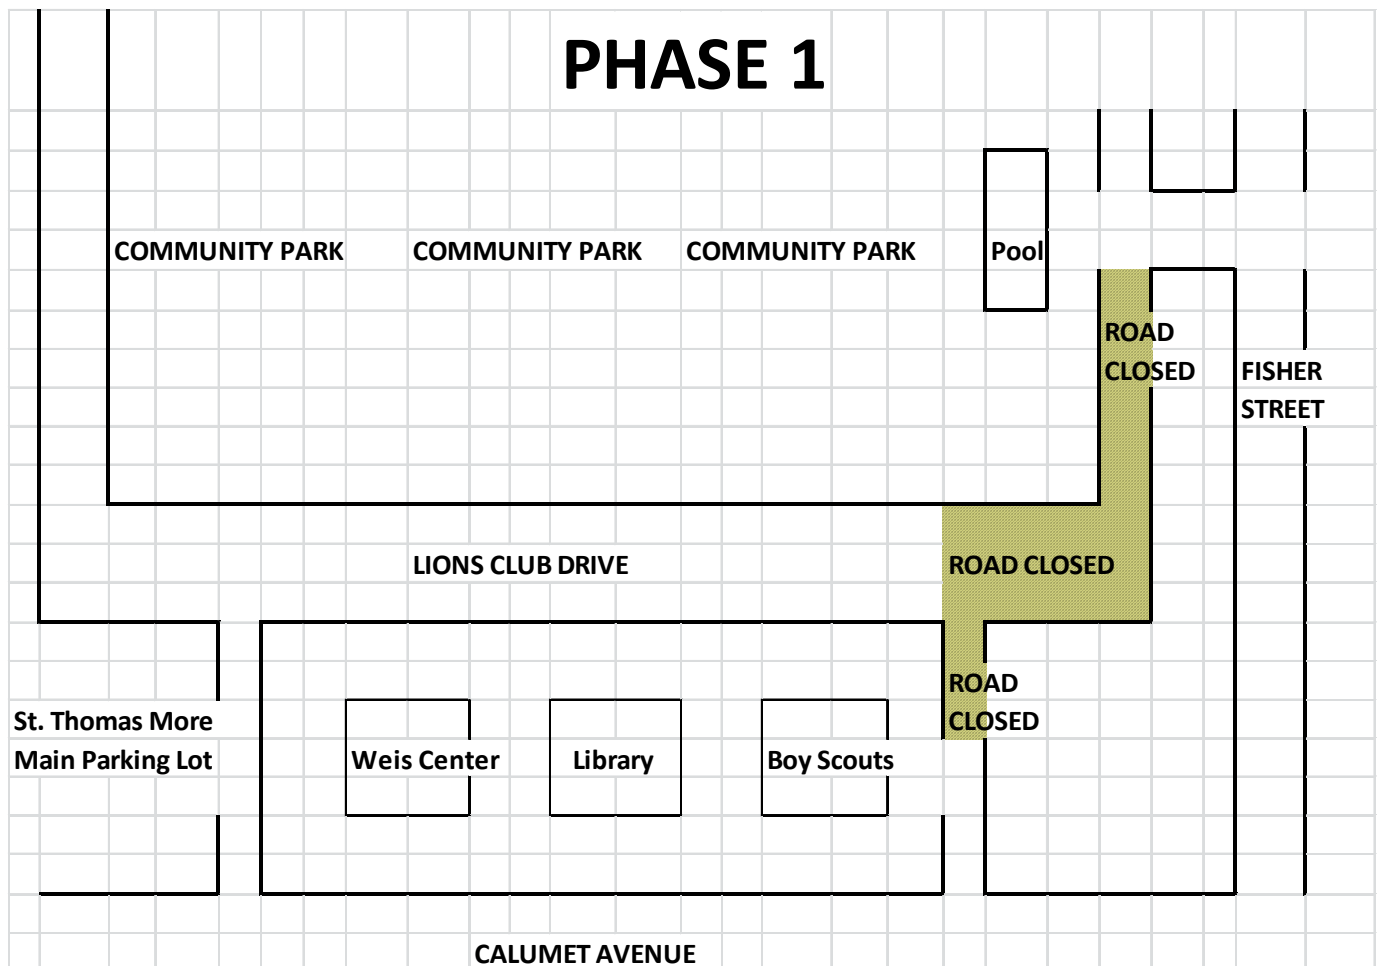 PHASE 1
COMMUNITY PARK
COMMUNITY PARK
COMMUNITY PARK
Pool
ROAD
CLOSED
FISHER
STREET
LIONS CLUB DRIVE
ROAD CLOSED
ROAD
CLOSED
St. Thomas More
Main Parking Lot
Weis Center
Library
Boy Scouts
CALUMET AVENUE